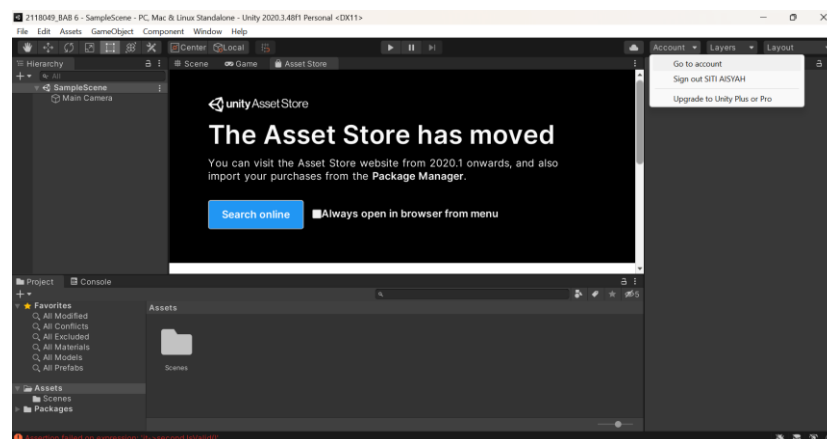 2118049_BAB 6 - SampleScene - PC, Mac & Linux Standalone - Unity 2020.3.48f1 Personal <DX11>
File Edit Assets GameObject Component Window Help
Center Local Account Layers Layout
Hierarchy Scene Game Asset Store
All
SampleScene
Main Camera
Go to account
Sign out SITI AISYAH
Upgrade to Unity Plus or Pro
unity Asset Store
The Asset Store has moved
You can visit the Asset Store website from 2020.1 onwards, and also
import your purchases from the Package Manager.
Search online Always open in browser from menu
Project Console
5
Favorites
All Modified
All Conflicts
All Excluded
All Materials
All Models
All Prefabs
Assets
Scenes
Packages
Assets
Scenes
Assertion failed on expression: